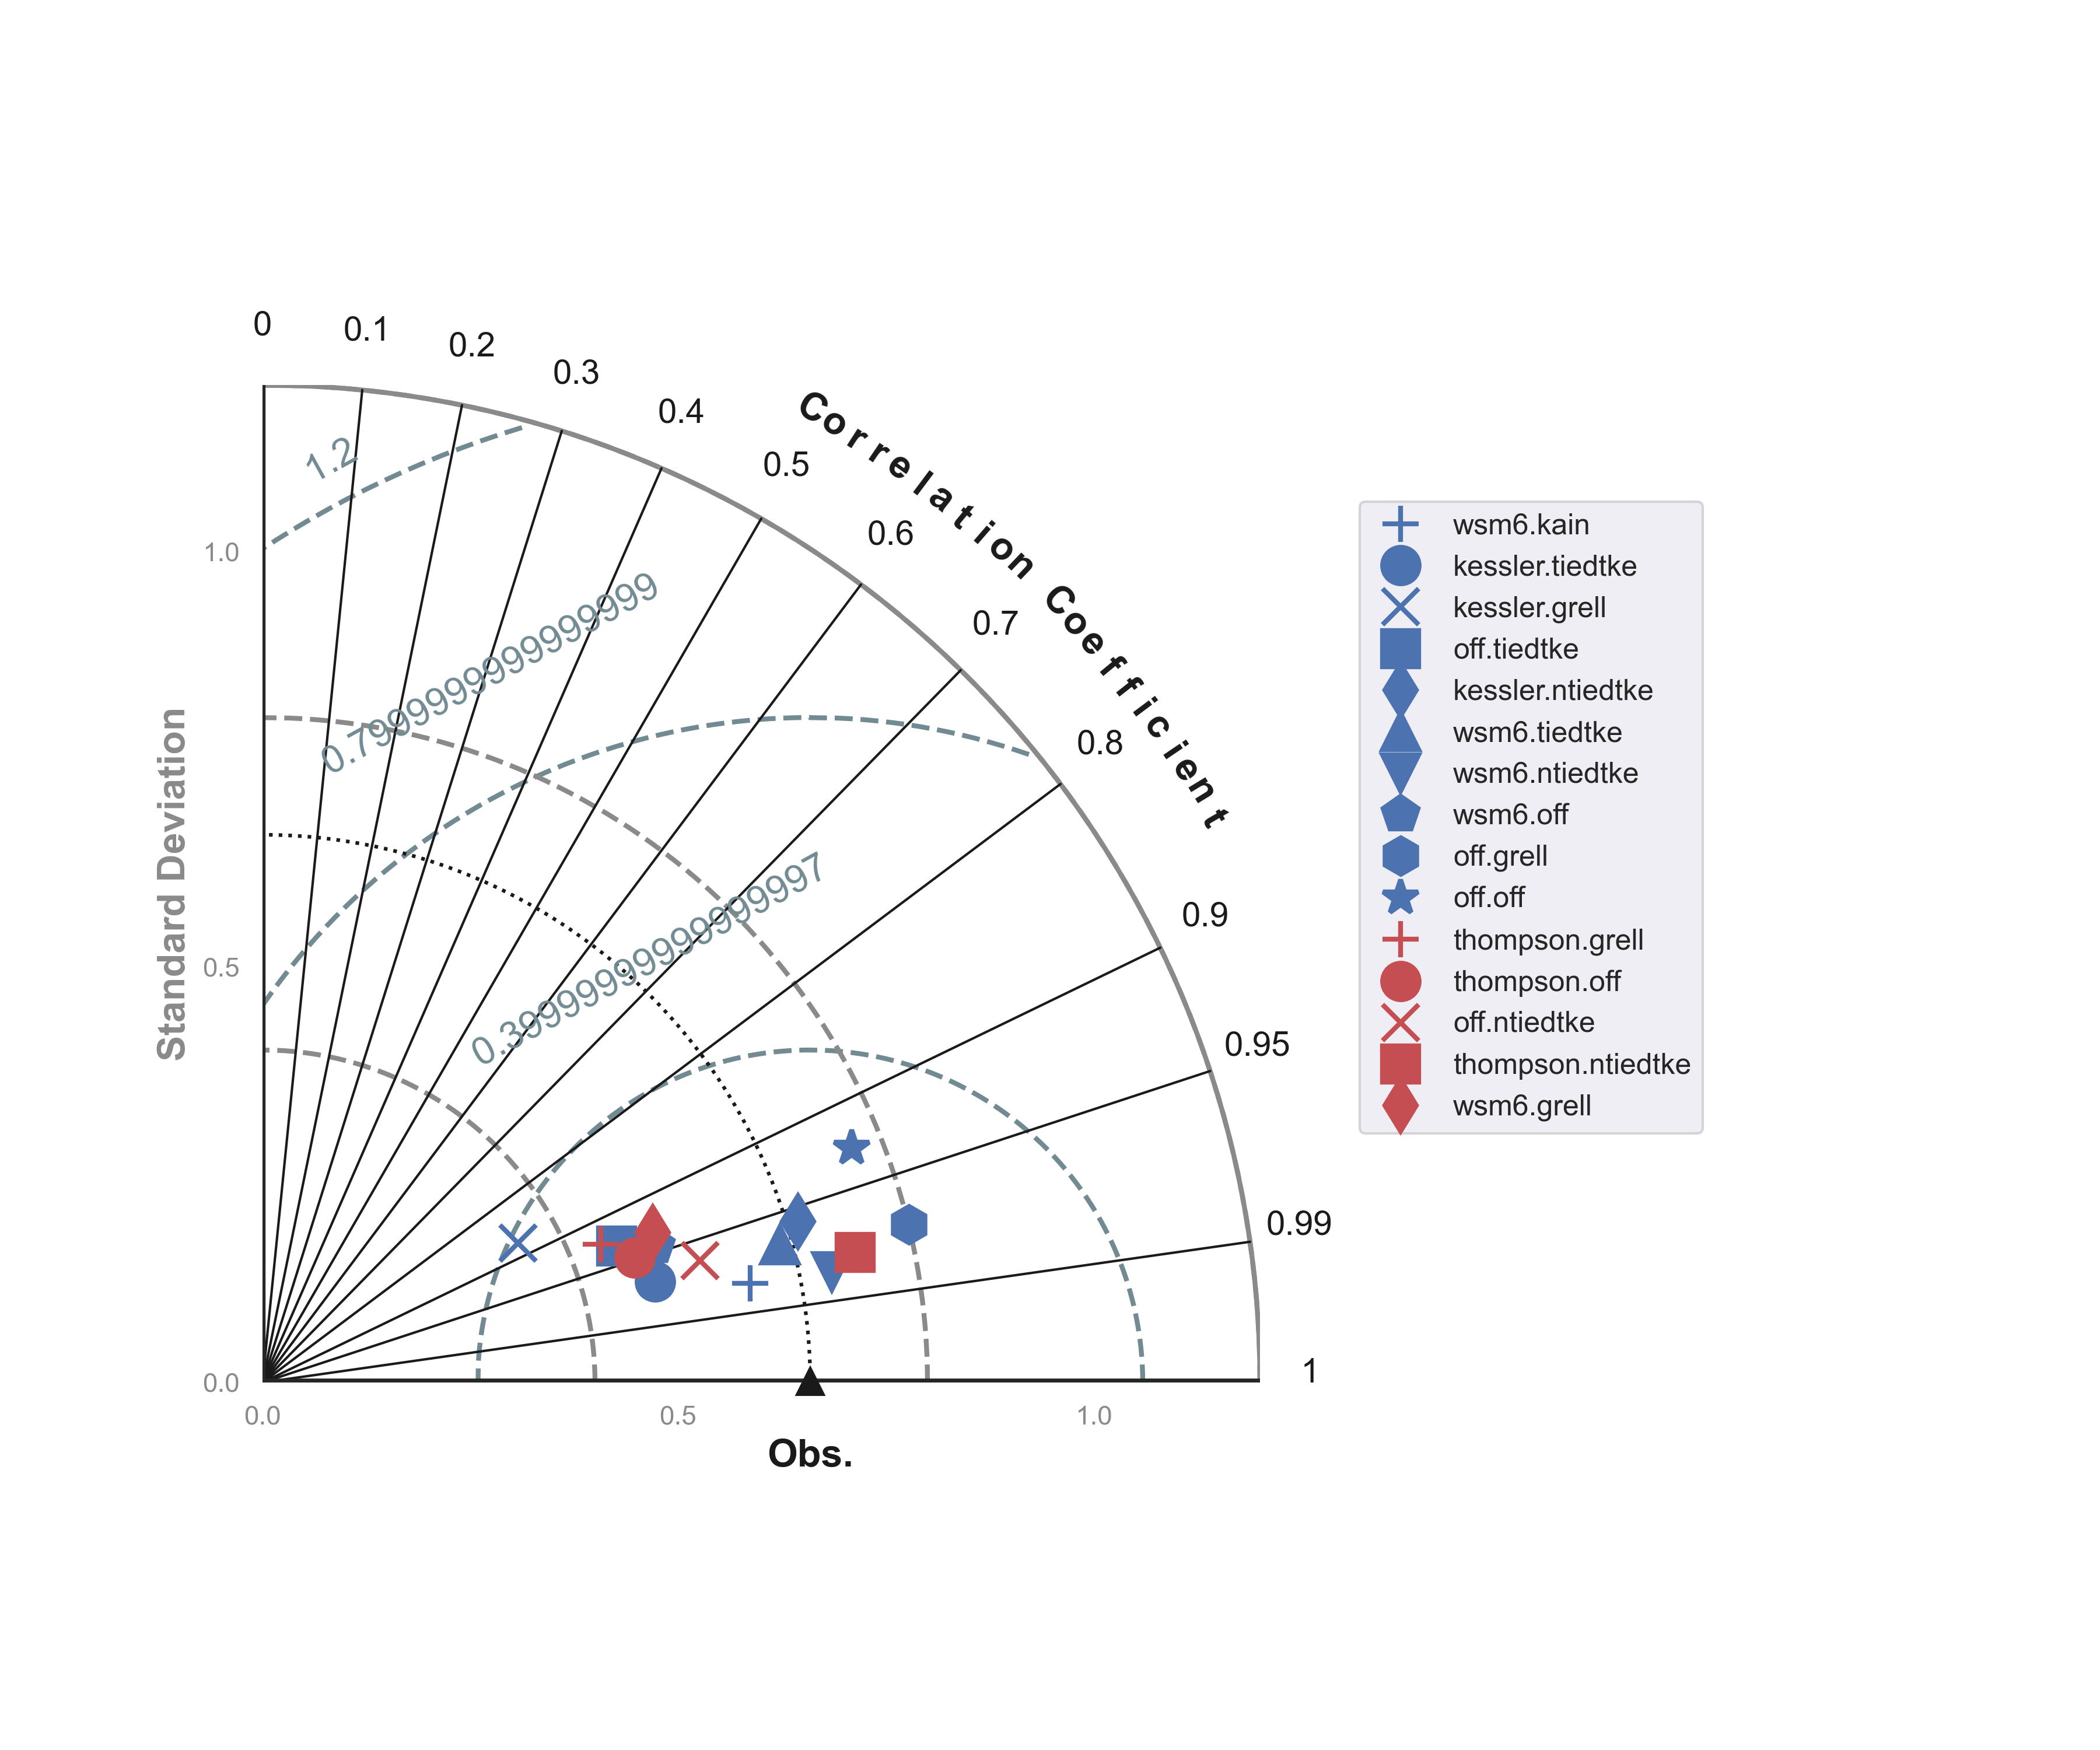 0
0.1
0.2
0.3
0.4
0.5
0.6
0.7
0.8
0.9
0.95
0.99
1
Correlation Coefficient
1.2
0.7999999999999999
0.39999999999999997
Standard Deviation
1.0
0.5
0.0
0.0
0.5
1.0
Obs.
wsm6.kain
kessler.tiedtke
kessler.grell
off.tiedtke
kessler.ntiedtke
wsm6.tiedtke
wsm6.ntiedtke
wsm6.off
off.grell
off.off
thompson.grell
thompson.off
off.ntiedtke
thompson.ntiedtke
wsm6.grell